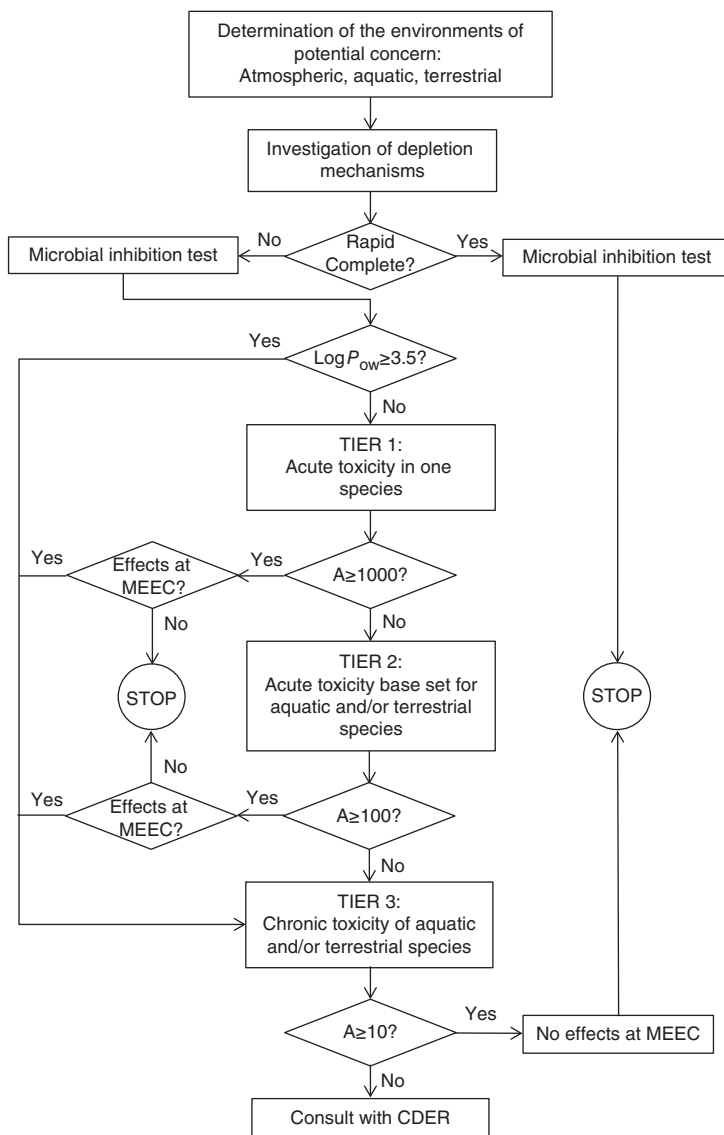 Determination of the environments of
potential concern:
Atmospheric, aquatic, terrestrial
Investigation of depletion
mechanisms
No
Rapid
Complete?
Yes
Microbial inhibition test
Microbial inhibition test
Yes
Log Pow≥3.5?
No
TIER 1:
Acute toxicity in one
species
Yes
Effects at
MEEC?
Yes
A≥1000?
No
No
TIER 2:
Acute toxicity base set for
aquatic and/or terrestrial
species
STOP
STOP
No
Yes
Effects at
MEEC?
Yes
A≥100?
No
TIER 3:
Chronic toxicity of aquatic
and/or terrestrial species
A≥10?
Yes
No effects at MEEC
No
Consult with CDER